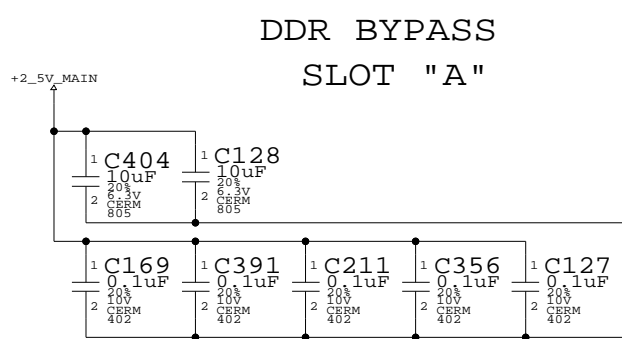 DDR BYPASS
SLOT "A"
+2_5V_MAIN
1 C404
10uF
20%
6.3V
2 CERM
805
1 C128
10uF
20%
6.3V
2 CERM
805
1 C169
0.1uF
20%
10V
2 CERM
402
1 C391
0.1uF
20%
10V
2 CERM
402
1 C211
0.1uF
20%
10V
2 CERM
402
1 C356
0.1uF
20%
10V
2 CERM
402
1 C127
0.1uF
20%
10V
2 CERM
402